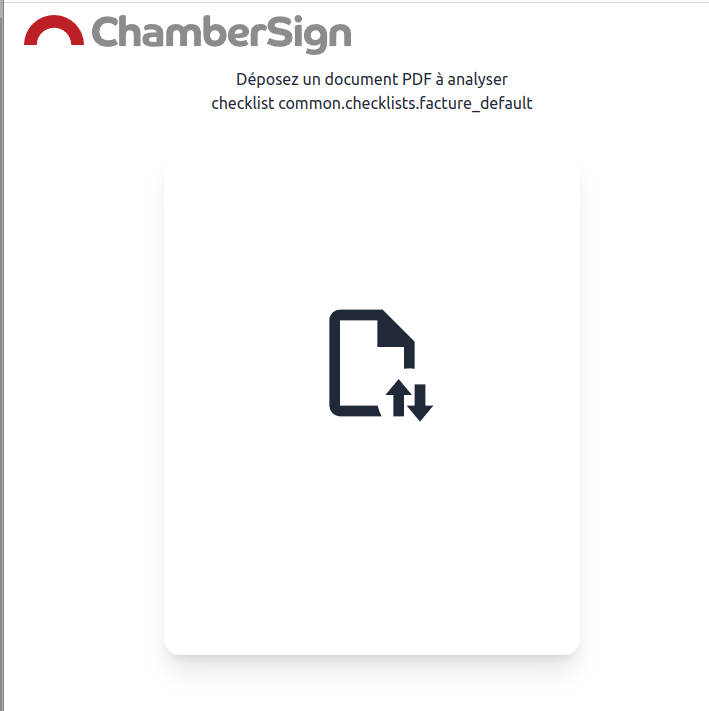 ChamberSign
Déposez un document PDF à analyser
checklist common.checklists.facture_default